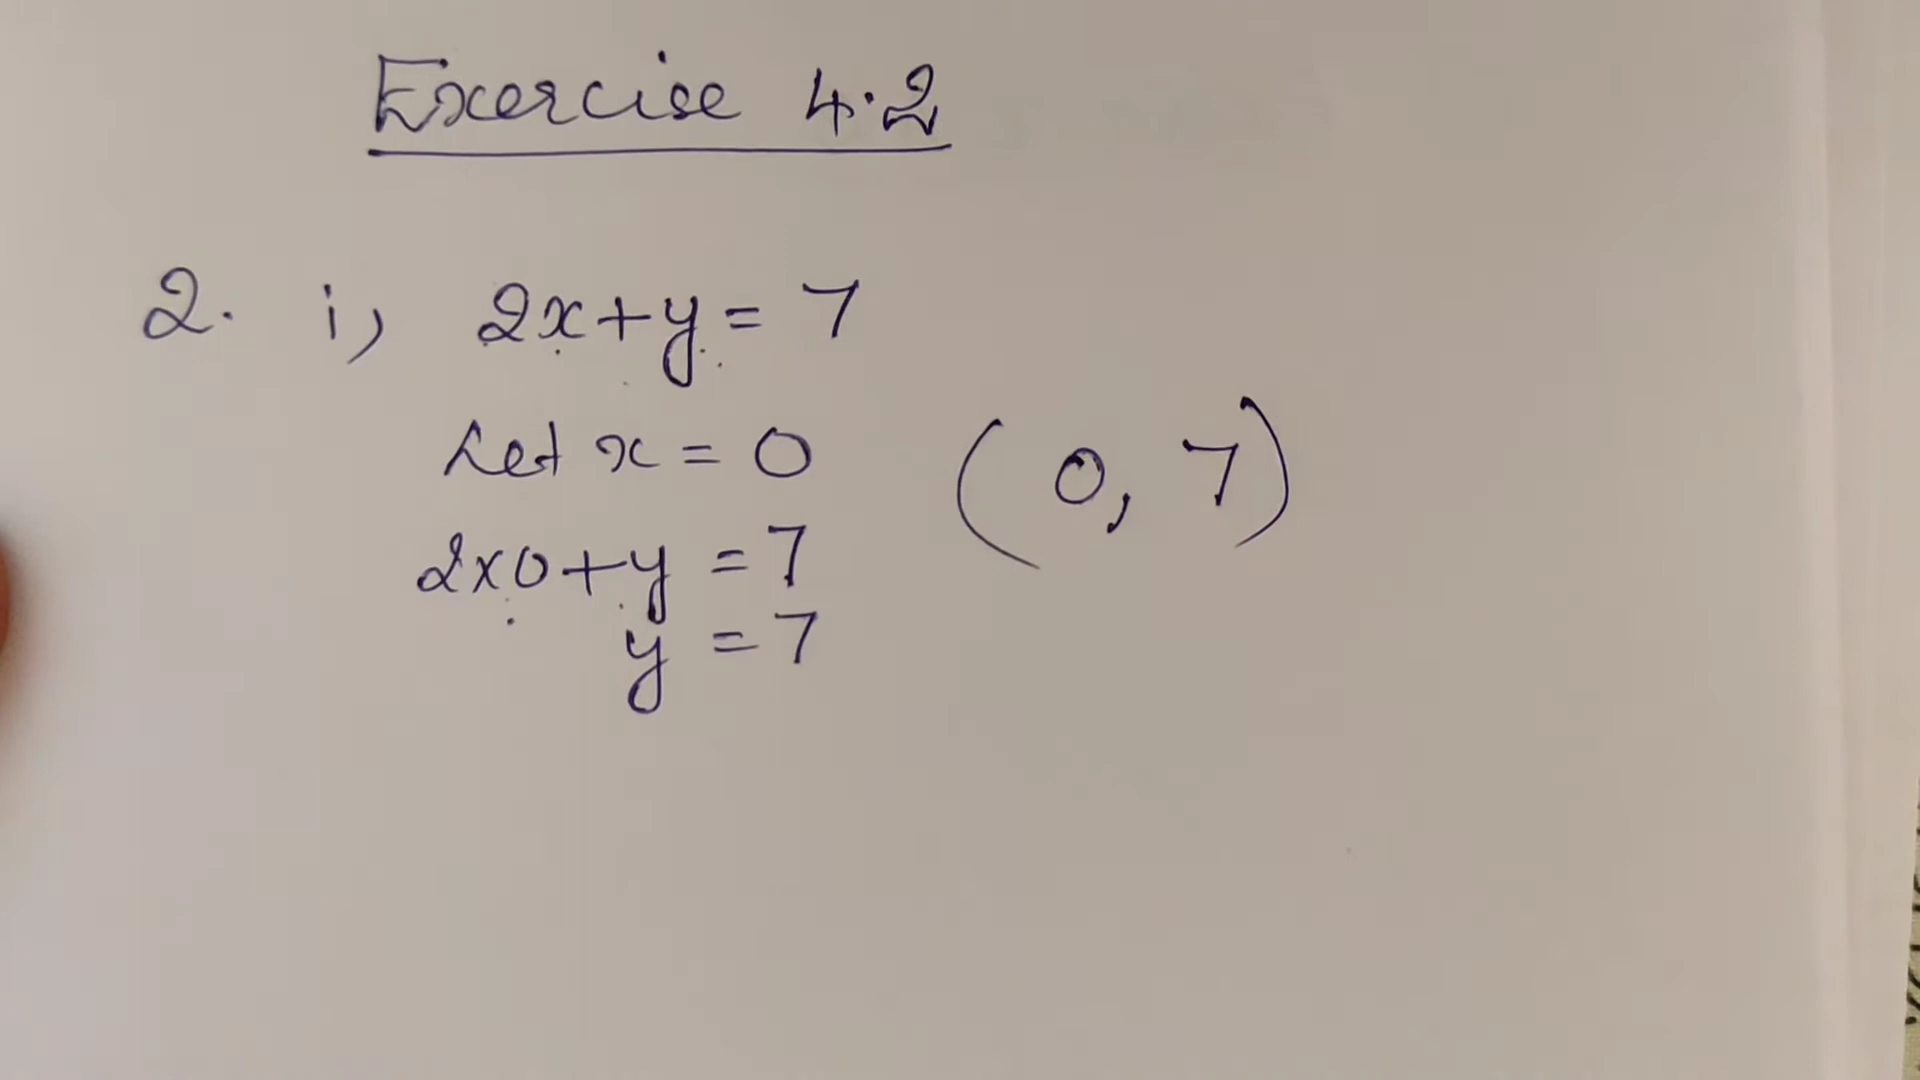 Exercise 4.2
2. i) 2x+y = 7
Let x = 0 (0, 7)
2x0+y = 7
y = 7